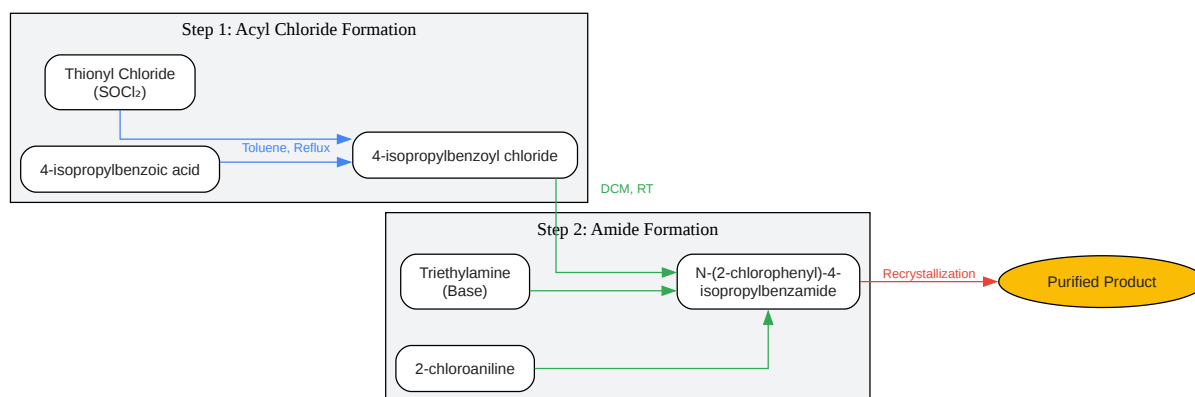 Step 1: Acyl Chloride Formation
Thionyl Chloride
(SOCl₂)
Toluene, Reflux
4-isopropylbenzoic acid
4-isopropylbenzoyl chloride
DCM, RT
Step 2: Amide Formation
Triethylamine
(Base)
N-(2-chlorophenyl)-4-
isopropylbenzamide
Recrystallization
Purified Product
2-chloroaniline